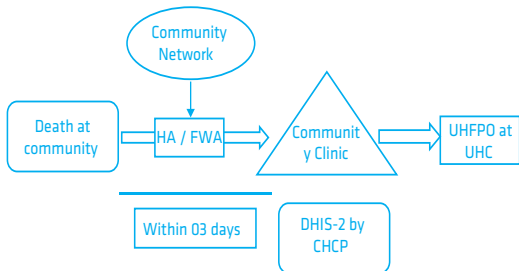 Community
Network
Death at
community
HA / FWA
Communit
y Clinic
UHFPO at
UHC
Within 03 days
DHIS-2 by
CHCP